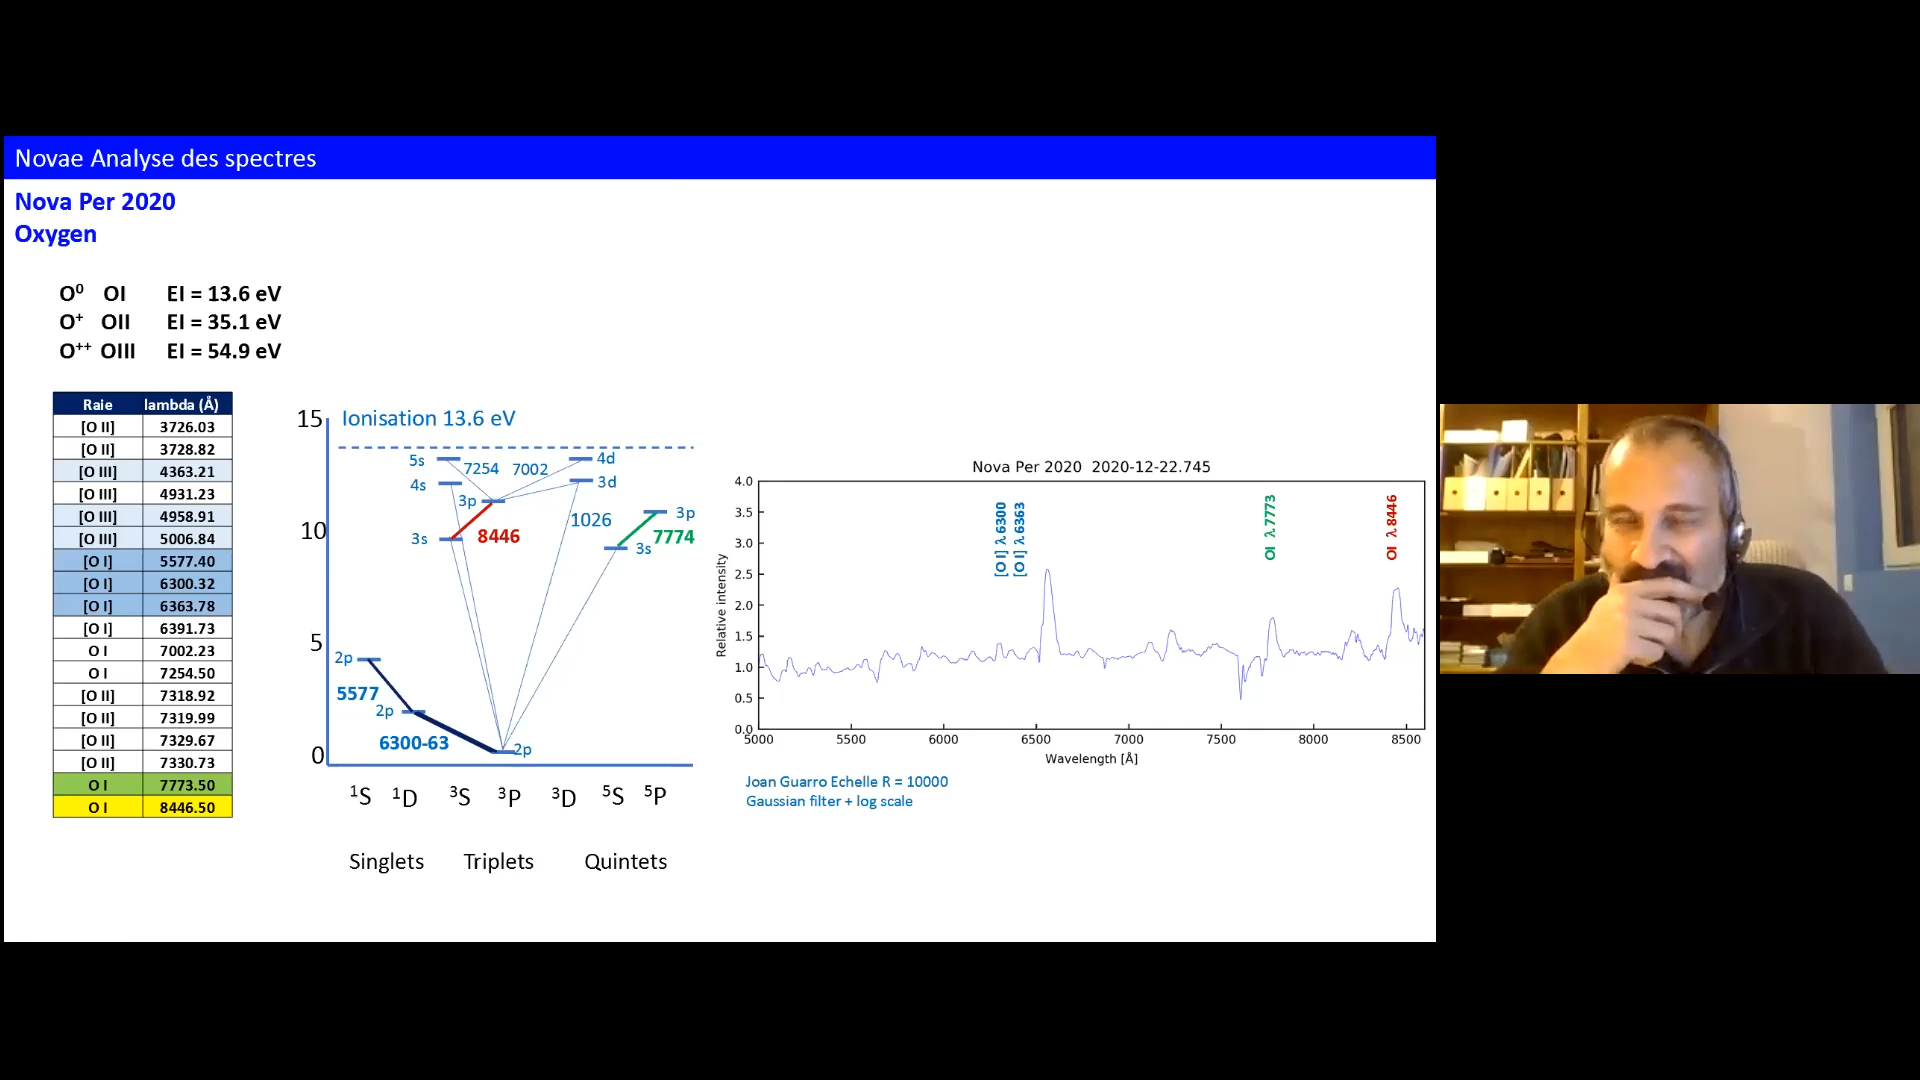 Novae Analyse des spectres
Nova Per 2020
Oxygen
O⁰ OI EI = 13.6 eV
O⁺ OII EI = 35.1 eV
O⁺⁺ OIII EI = 54.9 eV
Raie lambda (Å)
[O II] 3726.03
[O II] 3728.82
[O III] 4363.21
[O III] 4931.23
[O III] 4958.91
[O III] 5006.84
[O I] 5577.40
[O I] 6300.32
[O I] 6363.78
[O I] 6391.73
O I 7002.23
O I 7254.50
[O II] 7318.92
[O II] 7319.99
[O II] 7329.67
[O II] 7330.73
O I 7773.50
O I 8446.50
15 Ionisation 13.6 eV
5s 7254 7002 4d
4s 3d
3p 1026 3p
10
3s 8446 3s 7774
5
2p
5577
2p
6300-63 2p
0
¹S ¹D ³S ³P ³D ⁵S ⁵P
Singlets Triplets Quintets
Nova Per 2020 2020-12-22.745
4.0
3.5
3.0
2.5
2.0
1.5
1.0
0.5
0.0
Relative intensity
[O I] λ 6300
[O I] λ 6363
OI λ 7773
OI λ 8446
5000 5500 6000 6500 7000 7500 8000 8500
Wavelength [Å]
Joan Guarro Echelle R = 10000
Gaussian filter + log scale